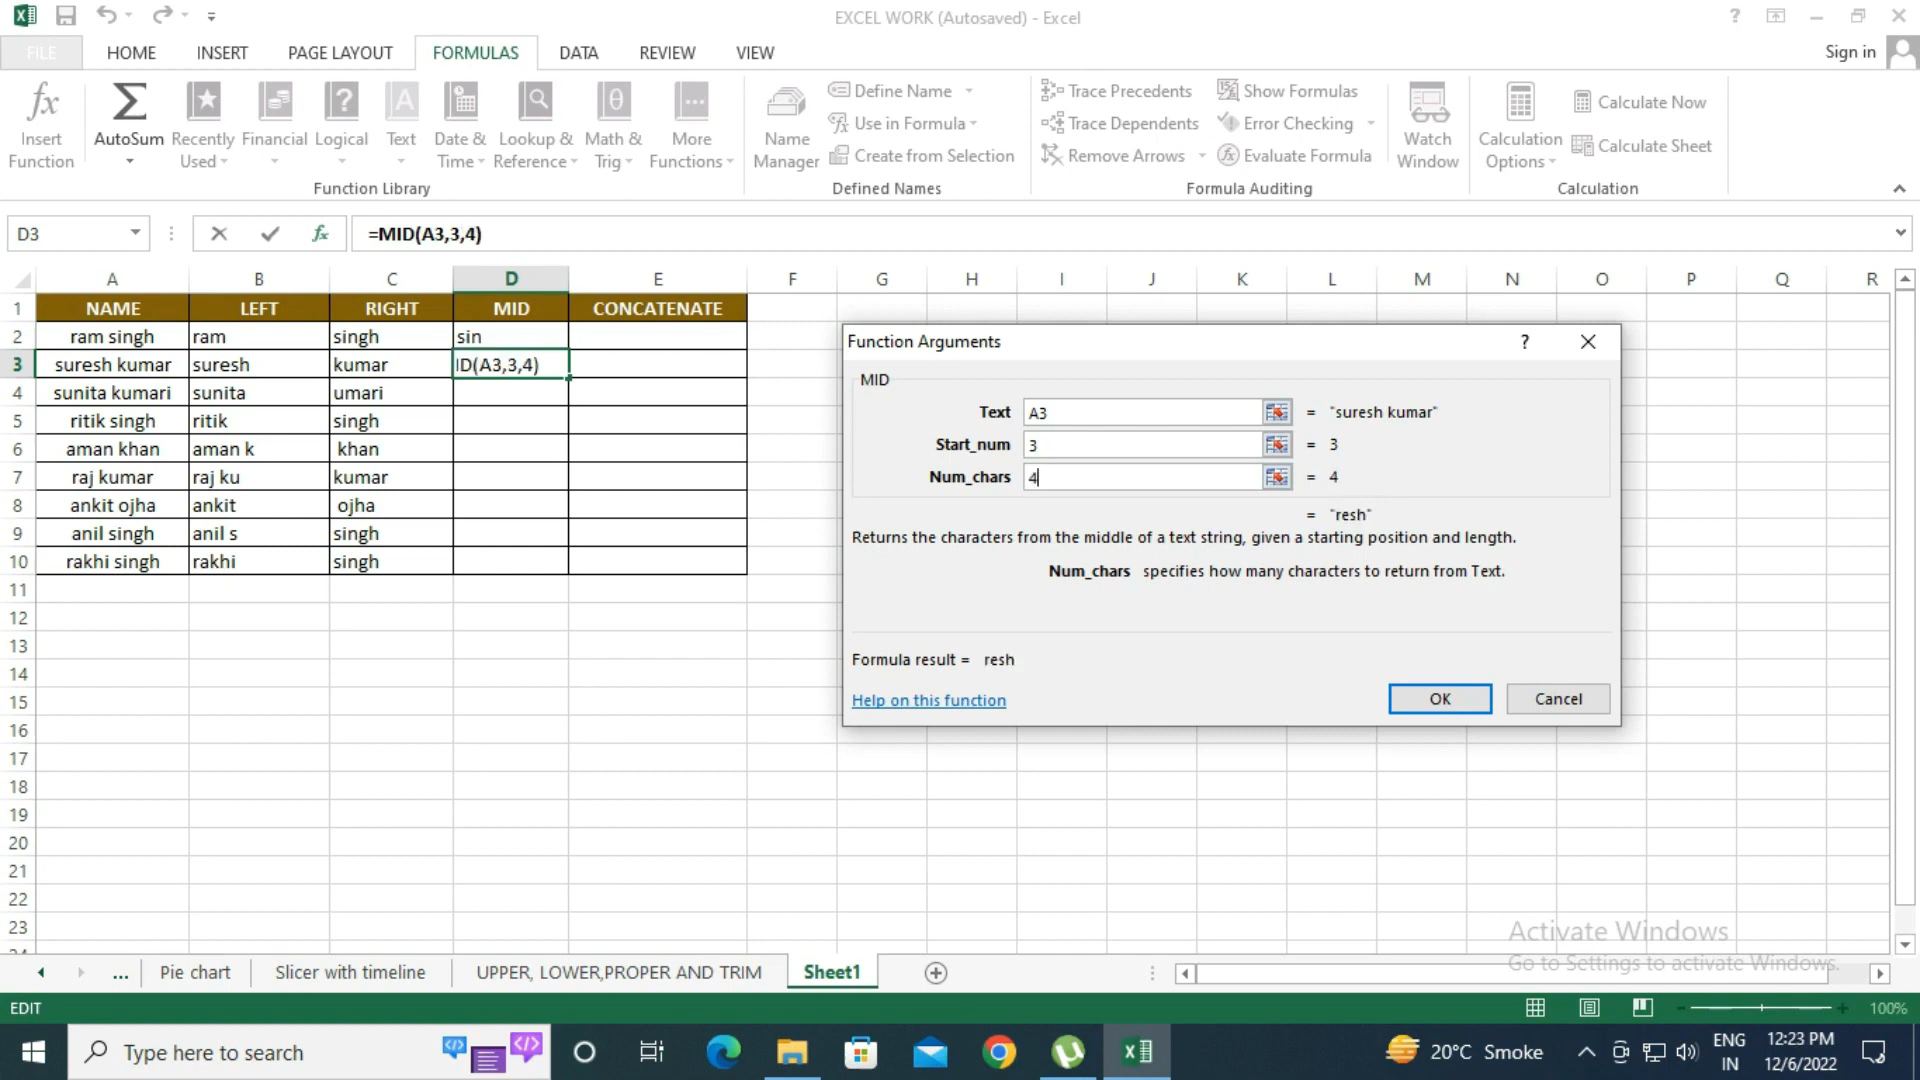 EXCEL WORK (Autosaved) - Excel
FILE HOME INSERT PAGE LAYOUT FORMULAS DATA REVIEW VIEW Sign in
Insert Function
AutoSum
Recently Used
Financial
Logical
Text
Date & Time
Lookup & Reference
Math & Trig
More Functions
Function Library
Name Manager
Define Name
Use in Formula
Create from Selection
Defined Names
Trace Precedents
Trace Dependents
Remove Arrows
Show Formulas
Error Checking
Evaluate Formula
Formula Auditing
Watch Window
Calculation Options
Calculate Now
Calculate Sheet
Calculation
D3 fx =MID(A3,3,4)
A B C D E F G H I J K L M N O P Q R
1 NAME LEFT RIGHT MID CONCATENATE
2 ram singh ram singh sin
3 suresh kumar suresh kumar ID(A3,3,4)
4 sunita kumari sunita umari
5 ritik singh ritik singh
6 aman khan aman k khan
7 raj kumar raj ku kumar
8 ankit ojha ankit ojha
9 anil singh anil s singh
10 rakhi singh rakhi singh
11
12
13
14
15
16
17
18
19
20
21
22
23
24
Function Arguments ?
MID
Text A3 = "suresh kumar"
Start_num 3 = 3
Num_chars 4 = 4
= "resh"
Returns the characters from the middle of a text string, given a starting position and length.
Num_chars specifies how many characters to return from Text.
Formula result = resh
Help on this function OK Cancel
Activate Windows
Go to Settings to activate Windows.
... Pie chart Slicer with timeline UPPER, LOWER,PROPER AND TRIM Sheet1
EDIT 100%
Type here to search 20°C Smoke ENG IN 12:23 PM 12/6/2022